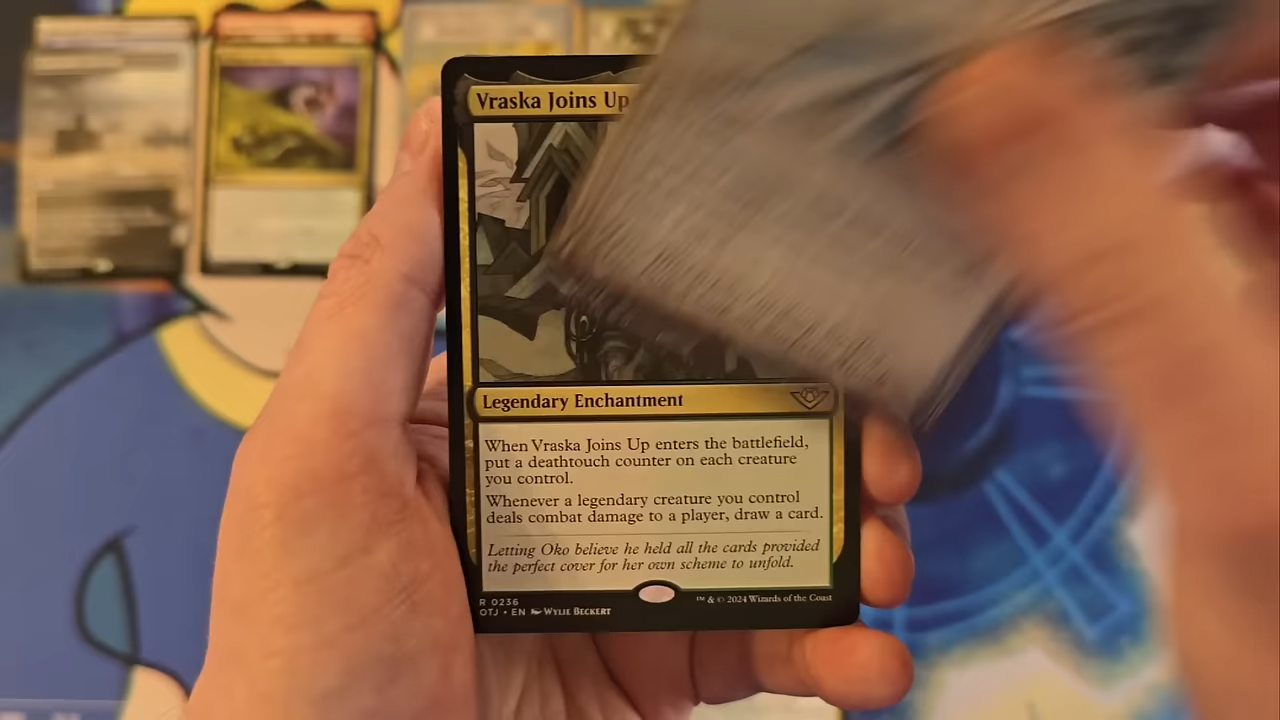 Vraska Joins Up
Legendary Enchantment
When Vraska Joins Up enters the battlefield,
put a deathtouch counter on each creature
you control.
Whenever a legendary creature you control
deals combat damage to a player, draw a card.
Letting Oko believe he held all the cards provided
the perfect cover for her own scheme to unfold.
R 0236
OTJ • EN WYLIE BECKERT
™ & © 2024 Wizards of the Coast